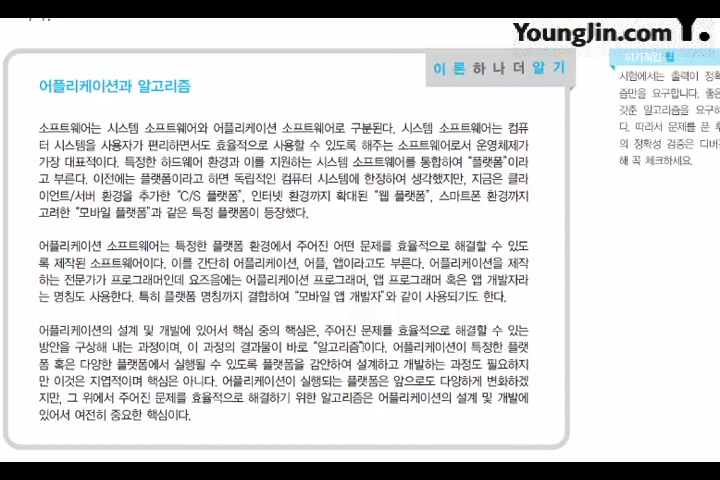 YoungJin.com Y.
이론하나더알기
어플리케이션과 알고리즘
소프트웨어는 시스템 소프트웨어와 어플리케이션 소프트웨어로 구분된다. 시스템 소프트웨어는 컴퓨
터 시스템을 사용자가 편리하면서도 효율적으로 사용할 수 있도록 해주는 소프트웨어로서 운영체제가
가장 대표적이다. 특정한 하드웨어 환경과 이를 지원하는 시스템 소프트웨어를 통합하여 “플랫폼”이라
고 부른다. 이전에는 플랫폼이라고 하면 독립적인 컴퓨터 시스템에 한정하여 생각했지만, 지금은 클라
이언트/서버 환경을 추가한 “C/S 플랫폼”, 인터넷 환경까지 확대된 “웹 플랫폼”, 스마트폰 환경까지
고려한 “모바일 플랫폼”과 같은 특정 플랫폼이 등장했다.
어플리케이션 소프트웨어는 특정한 플랫폼 환경에서 주어진 어떤 문제를 효율적으로 해결할 수 있도
록 제작된 소프트웨어이다. 이를 간단히 어플리케이션, 어플, 앱이라고도 부른다. 어플리케이션을 제작
하는 전문가가 프로그래머인데 요즈음에는 어플리케이션 프로그래머, 앱 프로그래머 혹은 앱 개발자라
는 명칭도 사용한다. 특히 플랫폼 명칭까지 결합하여 “모바일 앱 개발자”와 같이 사용되기도 한다.
어플리케이션의 설계 및 개발에 있어서 핵심 중의 핵심은, 주어진 문제를 효율적으로 해결할 수 있는
방안을 구상해 내는 과정이며, 이 과정의 결과물이 바로 “알고리즘”이다. 어플리케이션이 특정한 플랫
폼 혹은 다양한 플랫폼에서 실행될 수 있도록 플랫폼을 감안하여 설계하고 개발하는 과정도 필요하지
만 이것은 지엽적이며 핵심은 아니다. 어플리케이션이 실행되는 플랫폼은 앞으로도 다양하게 변화하겠
지만, 그 위에서 주어진 문제를 효율적으로 해결하기 위한 알고리즘은 어플리케이션의 설계 및 개발에
있어서 여전히 중요한 핵심이다.
이기적인 팁
시험에서는 출력이 정확
즘만을 요구합니다. 좋은
갖춘 알고리즘을 요구하
다. 따라서 문제를 푼 후
의 정확성 검증은 디버깅
해 꼭 체크하세요.